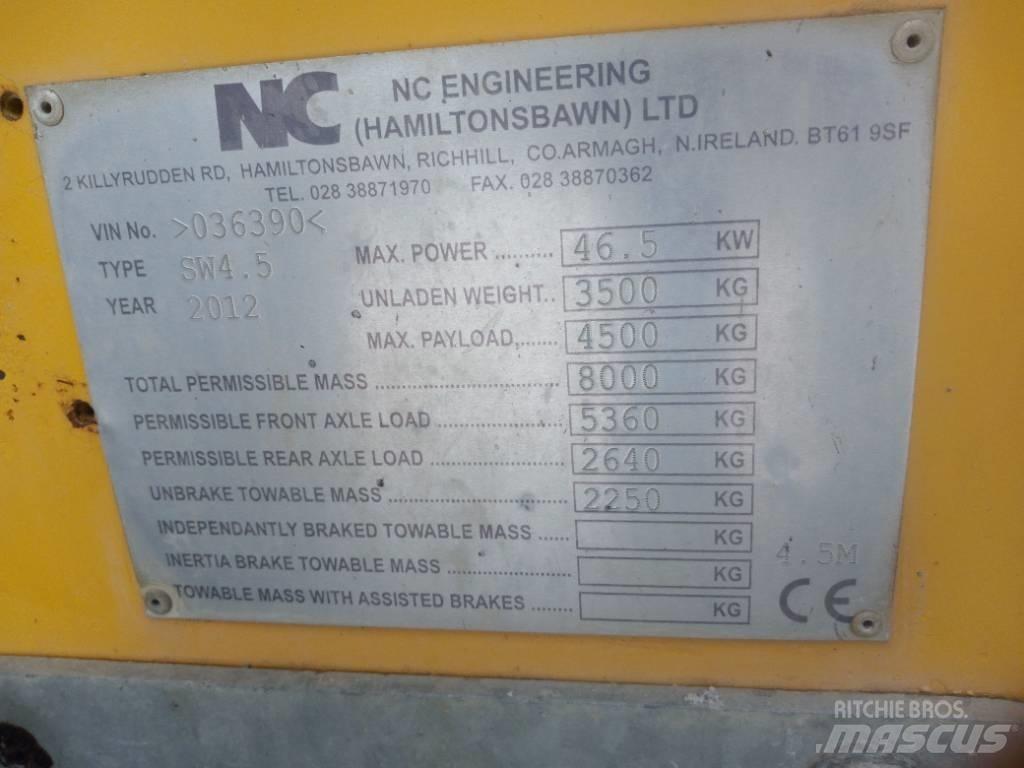 NC NC ENGINEERING
(HAMILTONSBAWN) LTD
2 KILLYRUDDEN RD, HAMILTONSBAWN, RICHHILL, CO.ARMAGH, N.IRELAND. BT61 9SF
TEL. 028 38871970 FAX. 028 38870362
VIN No. >036390<
TYPE SW4.5
YEAR 2012
MAX. POWER .......... 46.5 KW
UNLADEN WEIGHT.. 3500 KG
MAX. PAYLOAD,...... 4500 KG
TOTAL PERMISSIBLE MASS ............................... 8000 KG
PERMISSIBLE FRONT AXLE LOAD ....................... 5360 KG
PERMISSIBLE REAR AXLE LOAD ........................ 2640 KG
UNBRAKE TOWABLE MASS ............................... 2250 KG
INDEPENDANTLY BRAKED TOWABLE MASS ...... KG
INERTIA BRAKE TOWABLE MASS ...................... KG
TOWABLE MASS WITH ASSISTED BRAKES ........ KG
4.5M
CE
RITCHIE BROS.
MASCUS